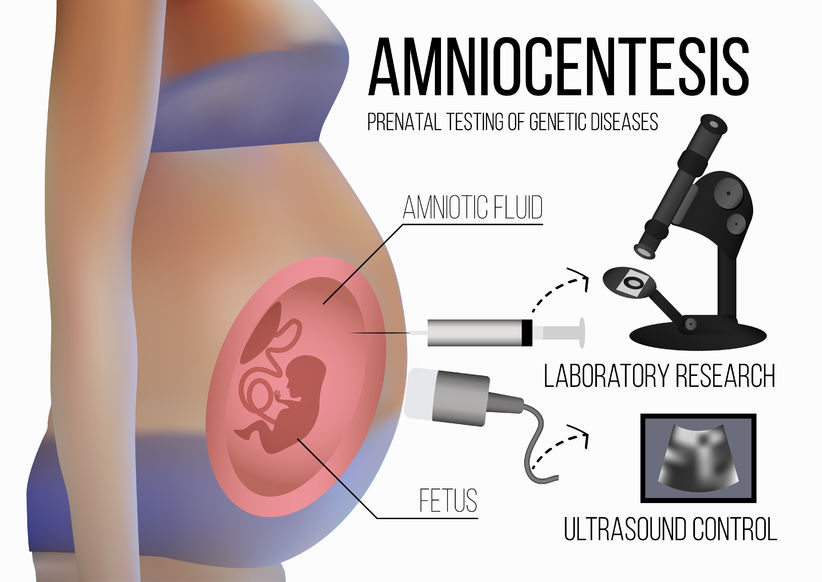 AMNIOCENTESIS
PRENATAL TESTING OF GENETIC DISEASES
AMNIOTIC FLUID
LABORATORY RESEARCH
FETUS
ULTRASOUND CONTROL